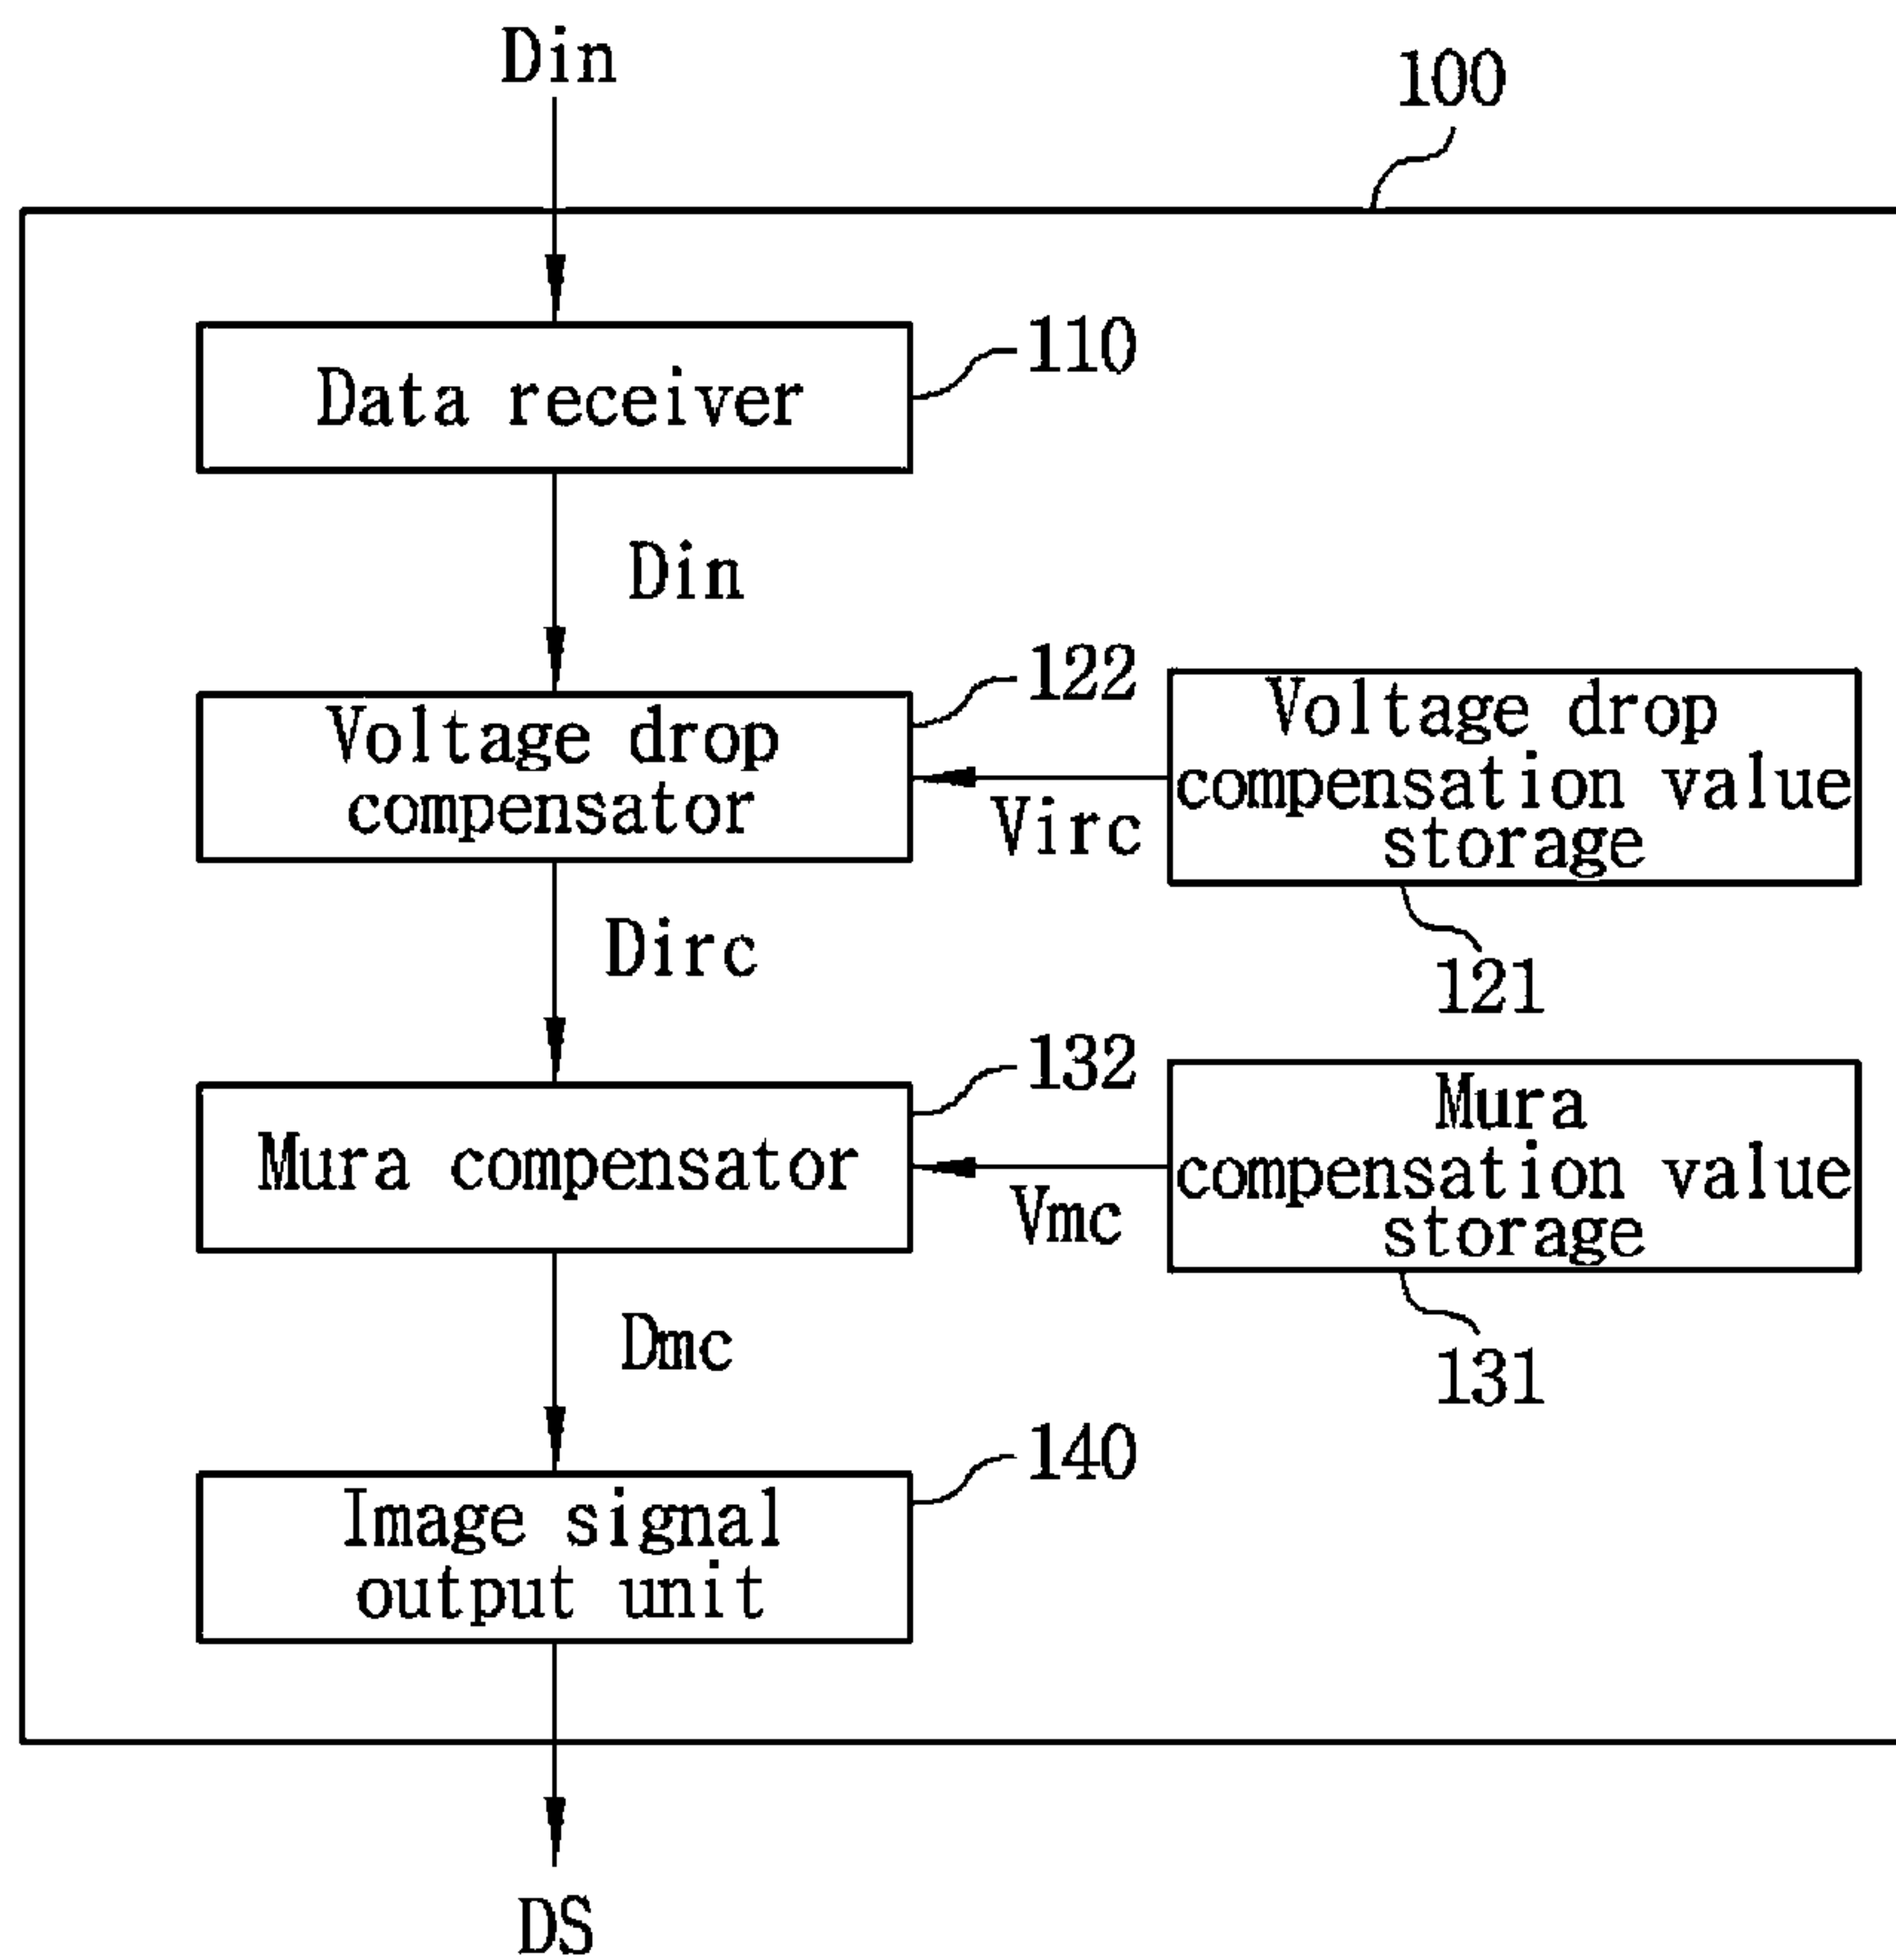 Din
100
Data receiver
110
Din
122
Voltage drop
compensator
Virc
Voltage drop
compensation value
storage
121
Dirc
132
Mura compensator
Vmc
Mura
compensation value
storage
131
Dmc
140
Image signal
output unit
DS